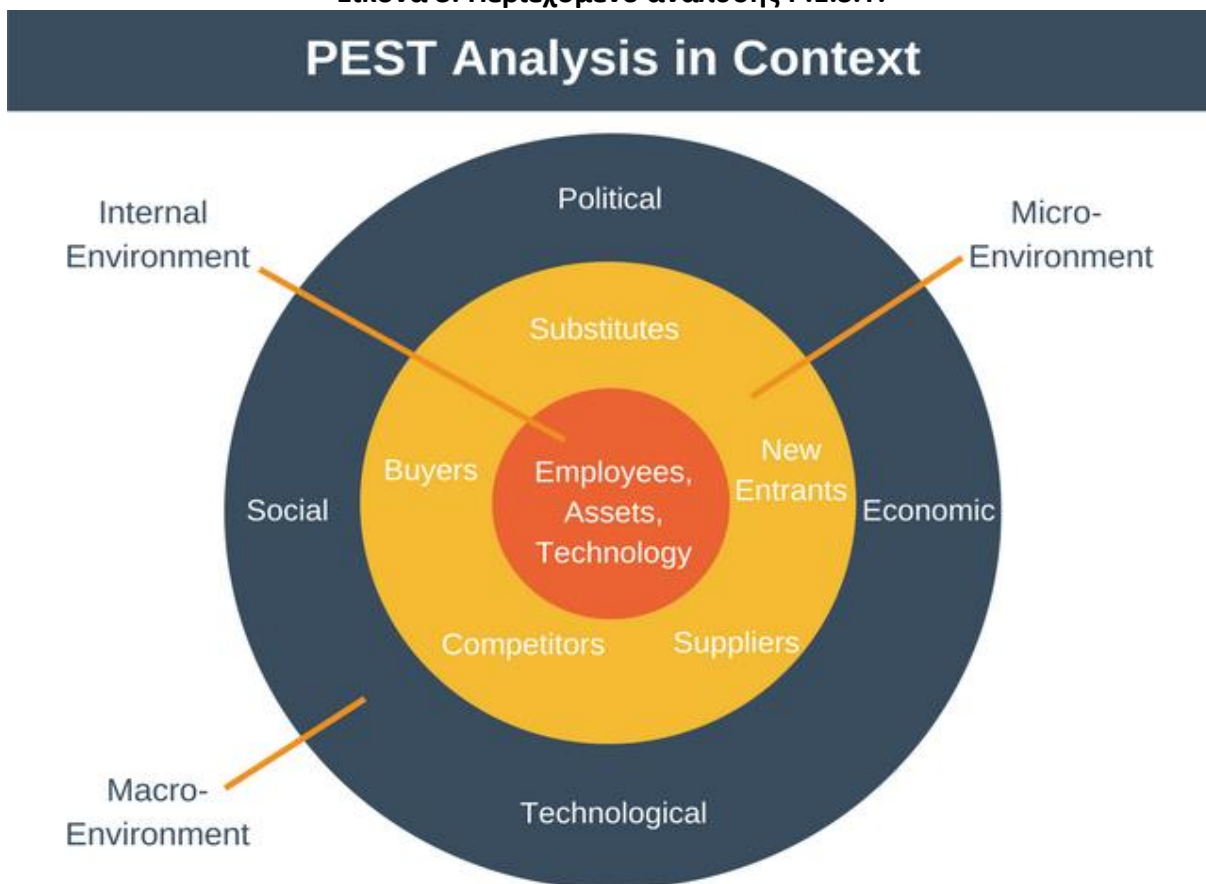 PEST Analysis in Context
Political
Internal
Environment
Micro-
Environment
Substitutes
Buyers
New
Entrants
Employees,
Assets,
Technology
Social
Economic
Competitors
Suppliers
Macro-
Environment
Technological